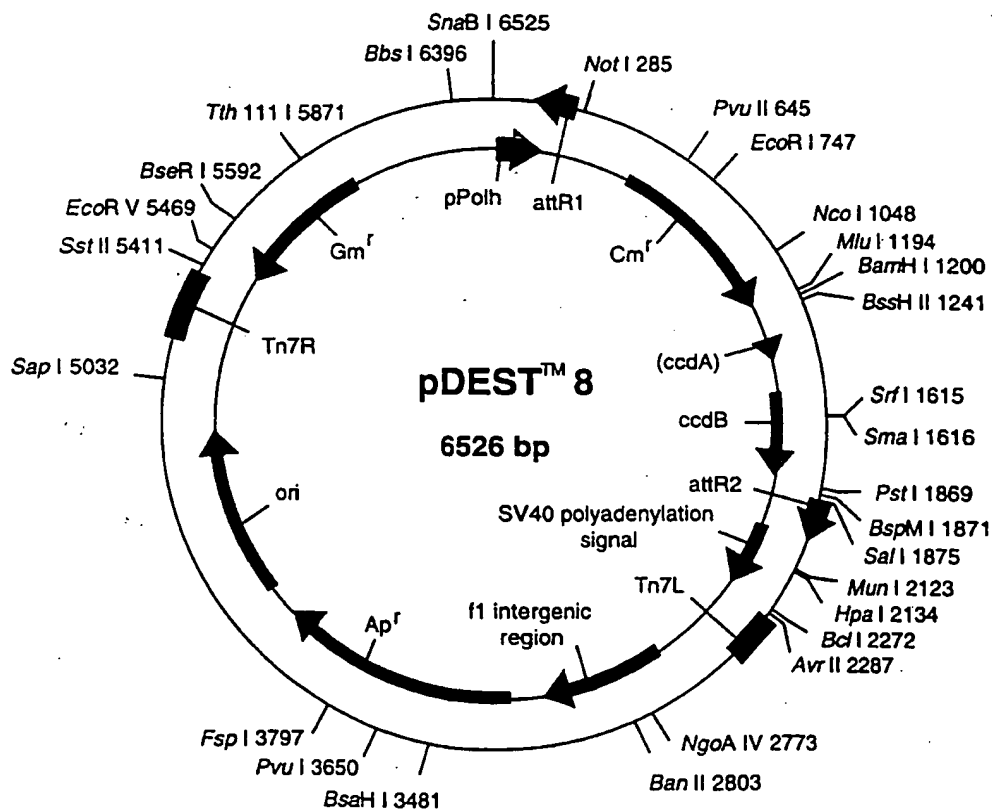 SnaB I 6525
Bbs I 6396
Not I 285
Tth 111 I 5871
Pvu II 645
EcoR I 747
BseR I 5592
EcoR V 5469
Sst II 5411
Nco I 1048
Mlu I 1194
BamH I 1200
BssH II 1241
pPolh
attR1
Gmr
Cmr
Tn7R
Sap I 5032
(ccdA)
pDEST™ 8
6526 bp
ccdB
Srf I 1615
Sma I 1616
attR2
Pst I 1869
BspM I 1871
Sal I 1875
ori
SV40 polyadenylation
signal
Tn7L
Mun I 2123
Hpa I 2134
Bcl I 2272
Avr II 2287
Apr
f1 intergenic
region
Fsp I 3797
Pvu I 3650
BsaH I 3481
NgoA IV 2773
Ban II 2803